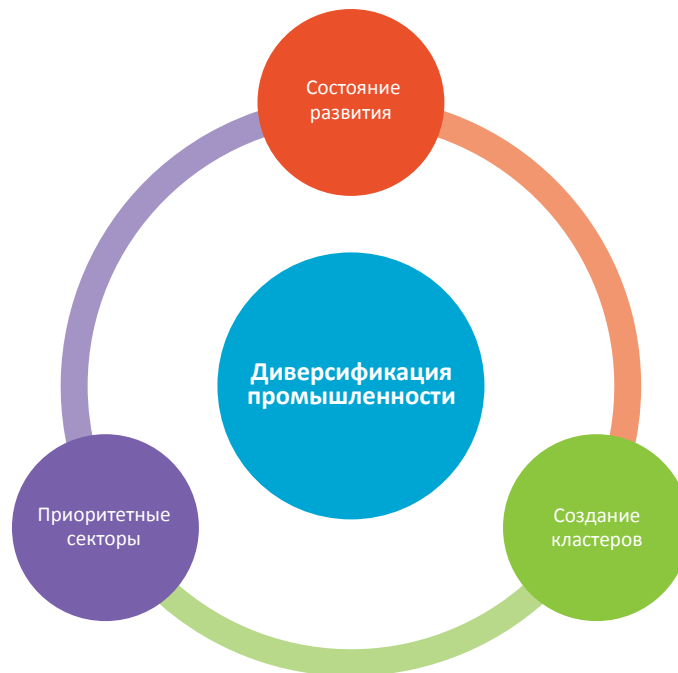 Состояние
развития
Диверсификация
промышленности
Приоритетные
секторы
Создание
кластеров